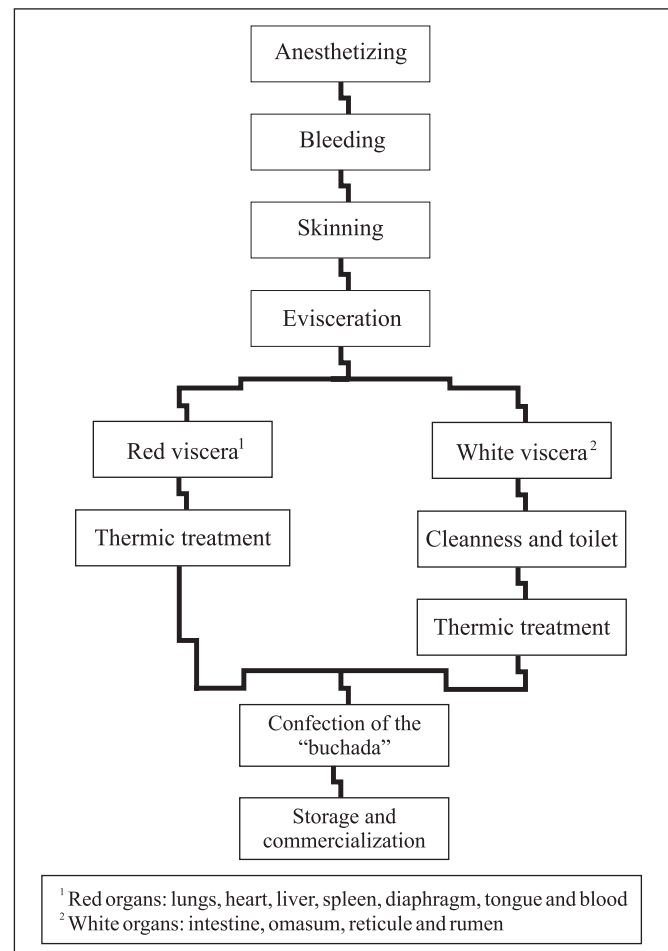 Anesthetizing
Bleeding
Skinning
Evisceration
Red viscera¹
White viscera²
Thermic treatment
Cleanness and toilet
Thermic treatment
Confection of the
“buchada”
Storage and
commercialization
¹ Red organs: lungs, heart, liver, spleen, diaphragm, tongue and blood
² White organs: intestine, omasum, reticule and rumen